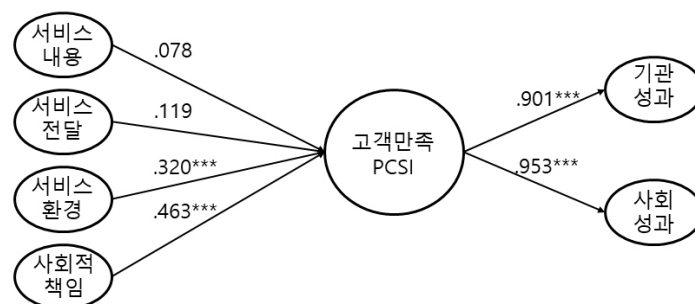 서비스
내용
.078
서비스
전달
.119
서비스
환경
.320***
사회적
책임
.463***
고객만족
PCSI
.901***
기관
성과
.953***
사회
성과